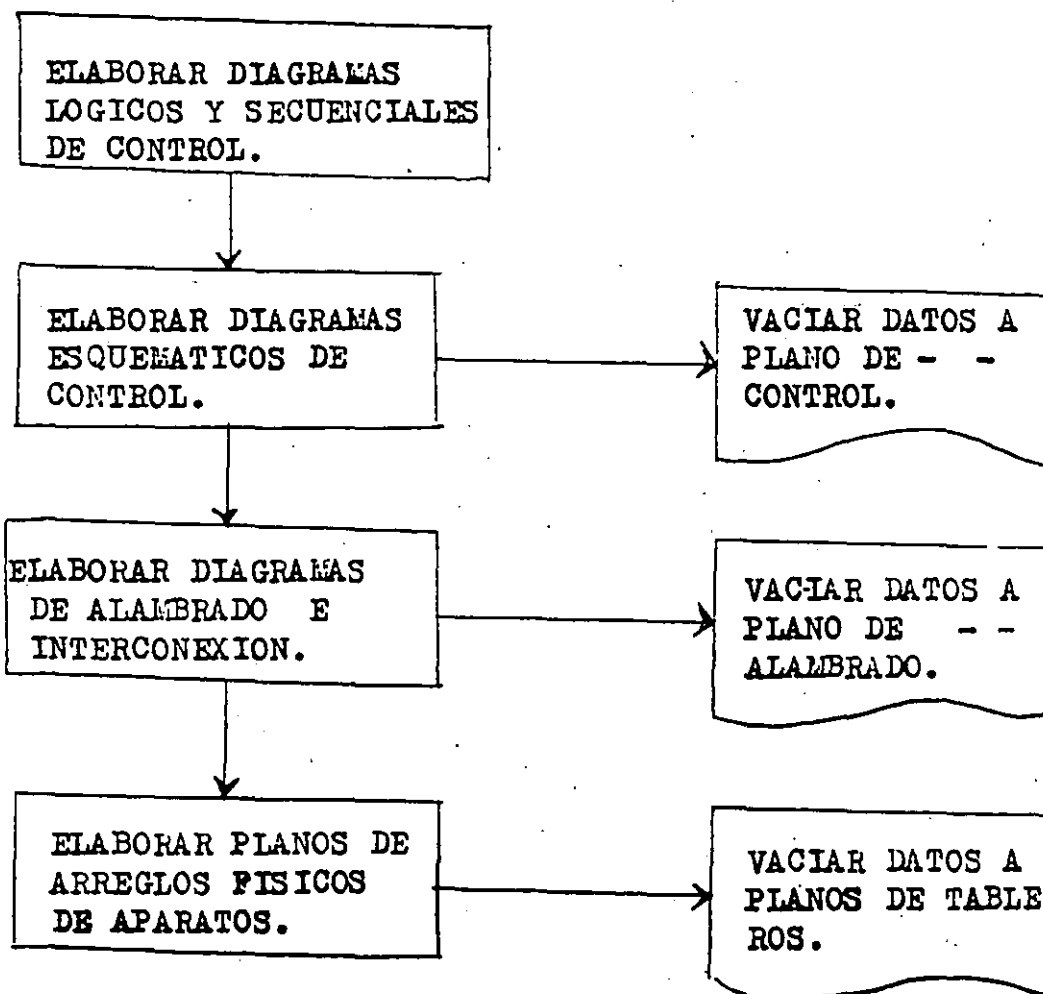 ELABORAR DIAGRAMAS
LOGICOS Y SECUENCIALES
DE CONTROL.
ELABORAR DIAGRAMAS
ESQUEMATICOS DE
CONTROL.
VACIAR DATOS A
PLANO DE - -
CONTROL.
ELABORAR DIAGRAMAS
DE ALAMBRADO E
INTERCONEXION.
VACIAR DATOS A
PLANO DE - -
ALAMBRADO.
ELABORAR PLANOS DE
ARREGLOS FISICOS
DE APARATOS.
VACIAR DATOS A
PLANOS DE TABLE
ROS.